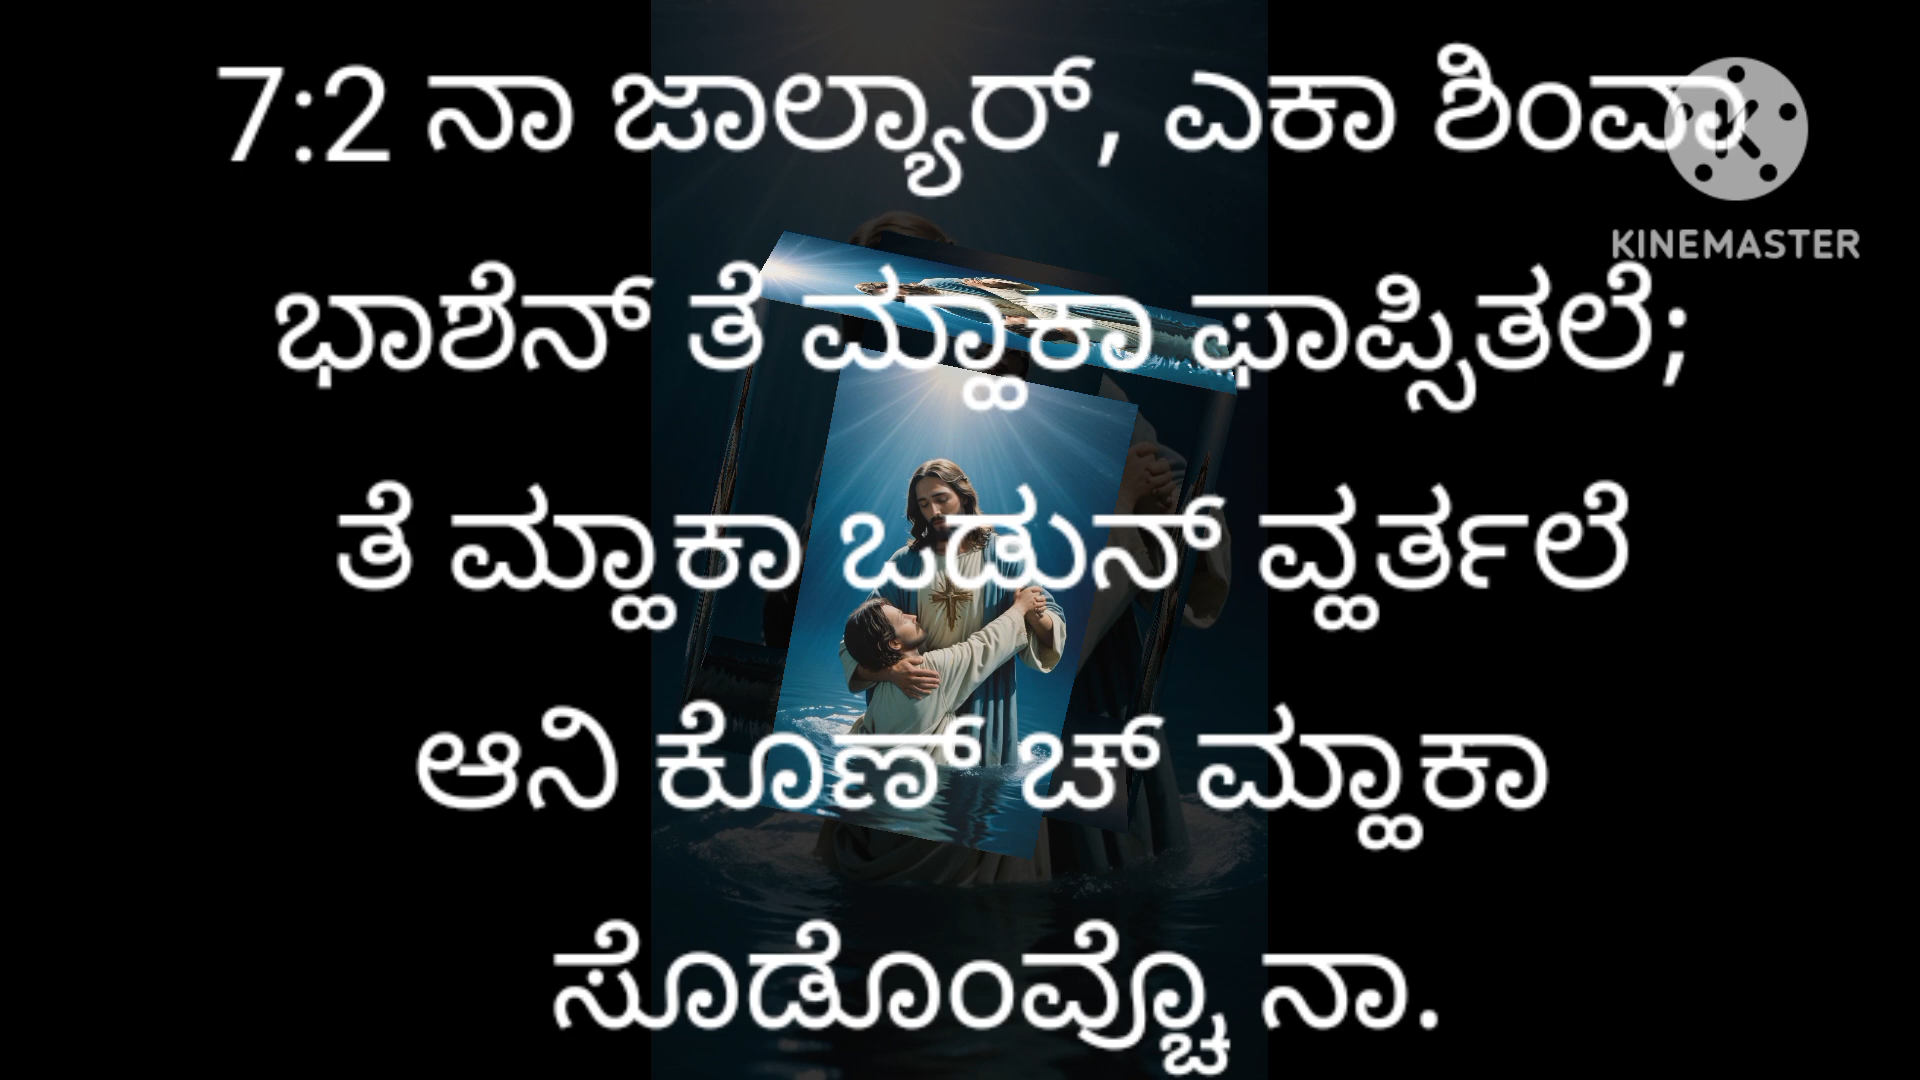 7:2 ನಾ ಜಾಲ್ಯಾರ್, ಎಕಾ ಶಿಂವಾ
KINEMASTER
ಭಾಶೆನ್ ತೆ ಮ್ಹಾಕಾ ಫಾಪ್ಸಿತಲೆ;
ತೆ ಮ್ಹಾಕಾ ಒಡುನ್ ವ್ಹರ್ತಲೆ
ಆನಿ ಕೊಣ್ ಚ್ ಮ್ಹಾಕಾ
ಸೊಡೊಂವ್ಚೊ ನಾ.